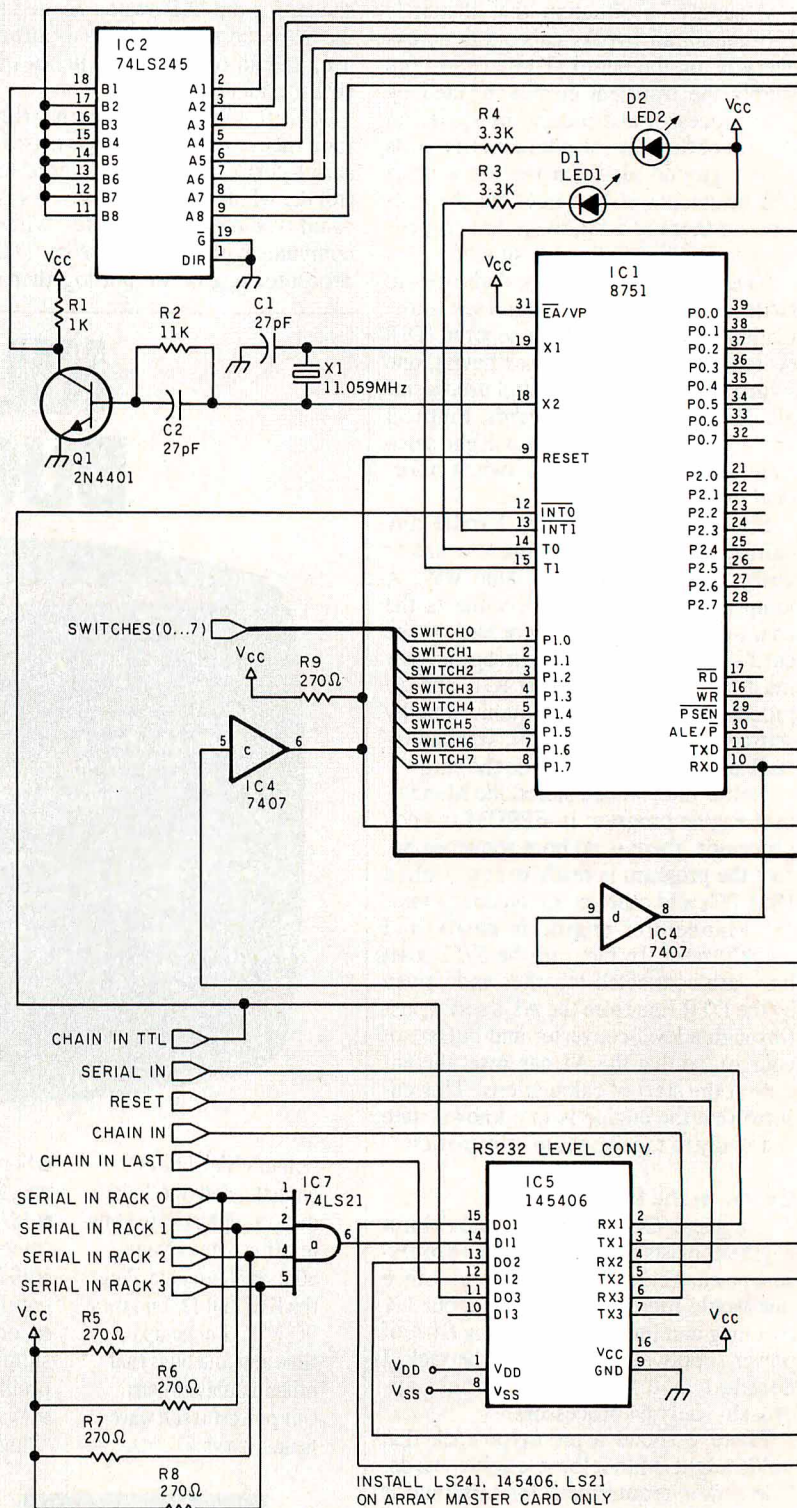 IC2
74LS245
18 B1 A1 2
17 B2 A2 3
16 B3 A3 4
15 B4 A4 5
14 B5 A5 6
13 B6 A6 7
12 B7 A7 8
11 B8 A8 9
G 19
DIR 1
VCC
R1
1K
R2
11K
C1
27pF
X1
11.059MHz
C2
27pF
Q1
2N4401
R4
3.3K
D2
LED2
VCC
R3
3.3K
D1
LED1
VCC
IC1
8751
31 EA/VP
19 X1
18 X2
9 RESET
12 INT0
13 INT1
14 T0
15 T1
P0.0 39
P0.1 38
P0.2 37
P0.3 36
P0.4 35
P0.5 34
P0.6 33
P0.7 32
P2.0 21
P2.1 22
P2.2 23
P2.3 24
P2.4 25
P2.5 26
P2.6 27
P2.7 28
SWITCHES(0...7)
SWITCH0 1 P1.0
SWITCH1 2 P1.1
SWITCH2 3 P1.2
SWITCH3 4 P1.3
SWITCH4 5 P1.4
SWITCH5 6 P1.5
SWITCH6 7 P1.6
SWITCH7 8 P1.7
RD 17
WR 16
PSEN 29
ALE/P 30
TXD 11
RXD 10
VCC
R9
270Ω
5 c 6
IC4
7407
9 d 8
IC4
7407
CHAIN IN TTL
SERIAL IN
RESET
CHAIN IN
CHAIN IN LAST
SERIAL IN RACK 0
SERIAL IN RACK 1
SERIAL IN RACK 2
SERIAL IN RACK 3
IC7
74LS21
1
2
4
5
a
6
VCC
R5
270Ω
R6
270Ω
R7
270Ω
R8
270Ω
RS232 LEVEL CONV.
IC5
145406
15 DO1 RX1 2
14 DI1 TX1 3
13 DO2 RX2 4
12 DI2 TX2 5
11 DO3 RX3 6
10 DI3 TX3 7
VCC 16
GND 9
VCC
VDD 1 VDD
VSS 8 VSS
INSTALL LS241, 145406, LS21
ON ARRAY MASTER CARD ONLY